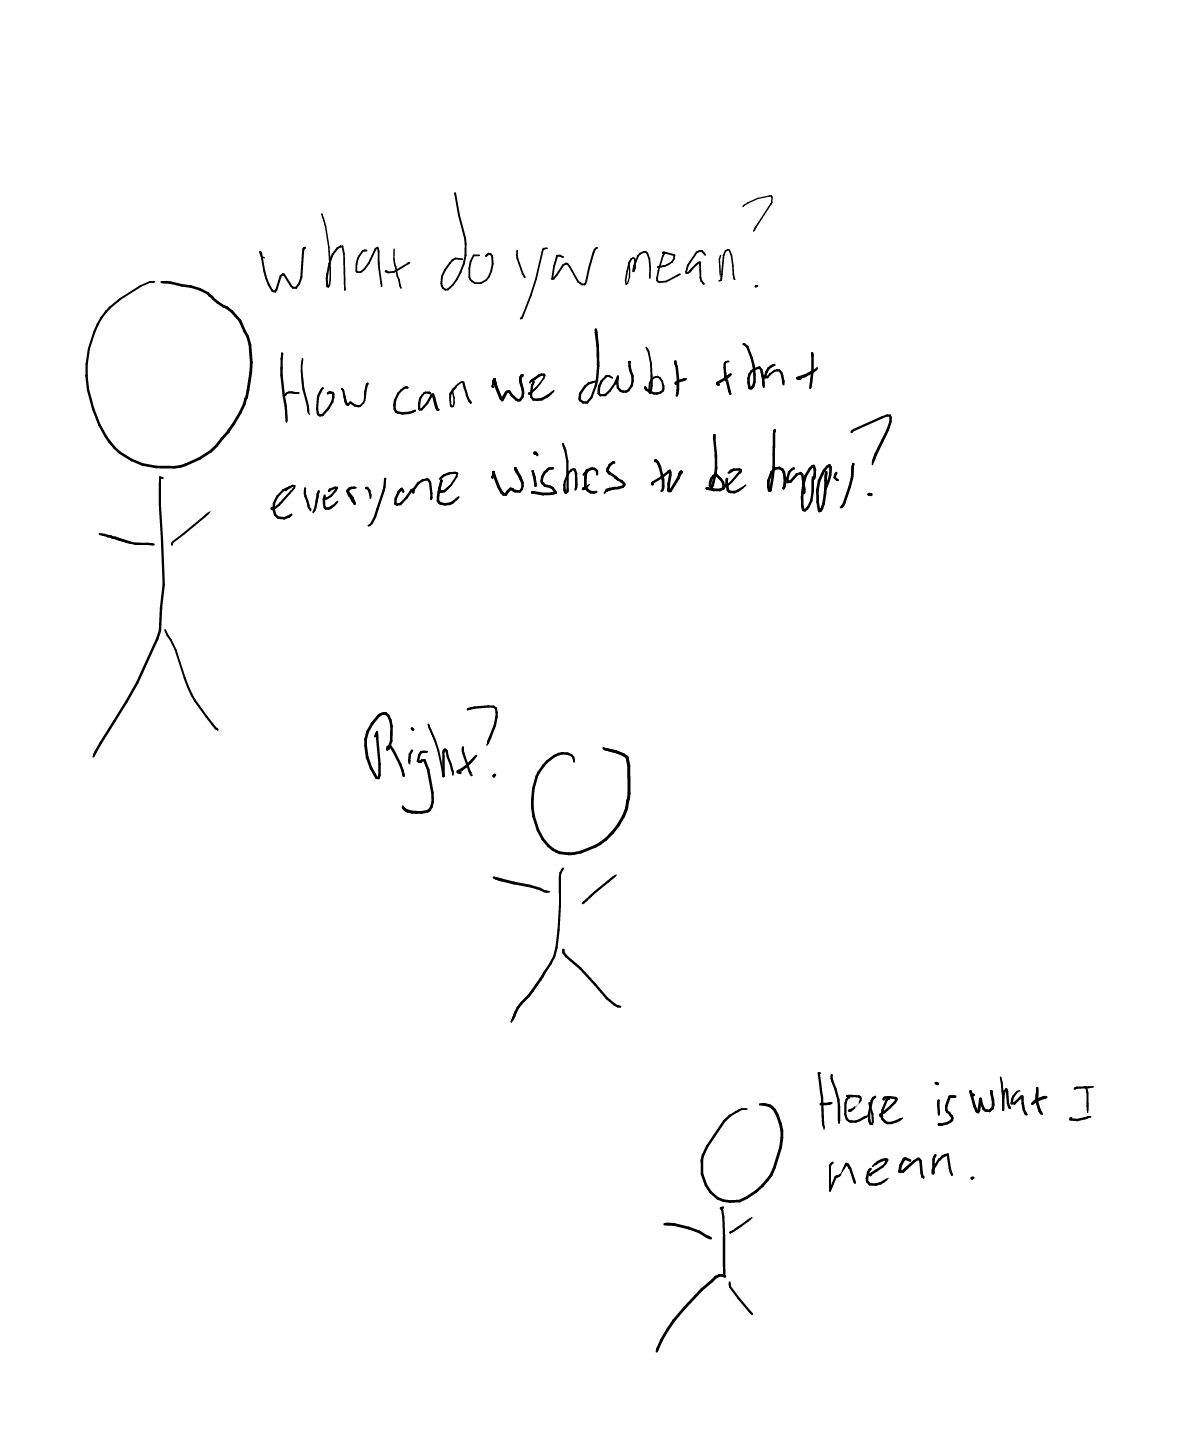 What do you mean?
How can we doubt that
everyone wishes to be happy?
Right?
Here is what I
mean.